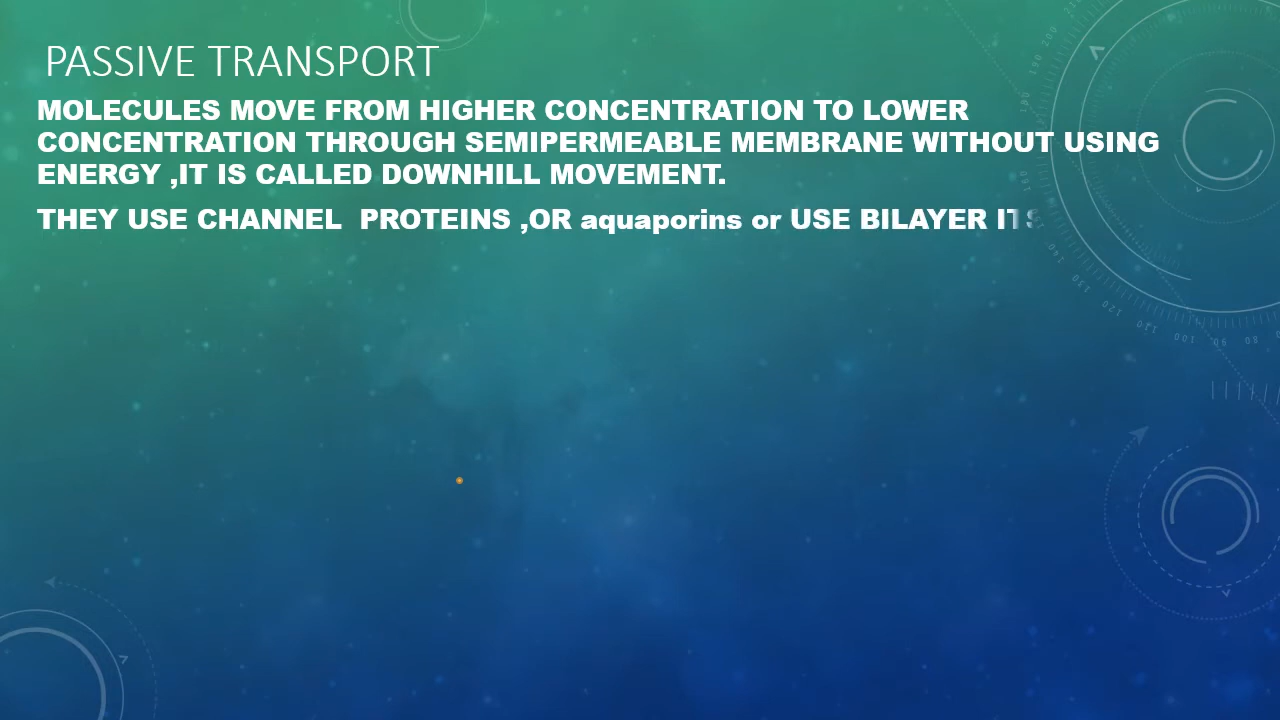 PASSIVE TRANSPORT
MOLECULES MOVE FROM HIGHER CONCENTRATION TO LOWER
CONCENTRATION THROUGH SEMIPERMEABLE MEMBRANE WITHOUT USING
ENERGY ,IT IS CALLED DOWNHILL MOVEMENT.
THEY USE CHANNEL  PROTEINS ,OR aquaporins or USE BILAYER ITS